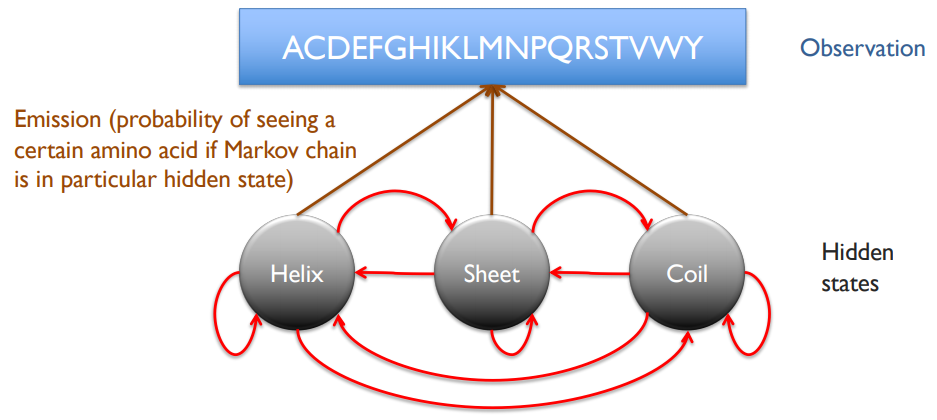 ACDEFGHIKLMNPQRSTVWY
Observation
Emission (probability of seeing a
certain amino acid if Markov chain
is in particular hidden state)
Helix
Sheet
Coil
Hidden
states